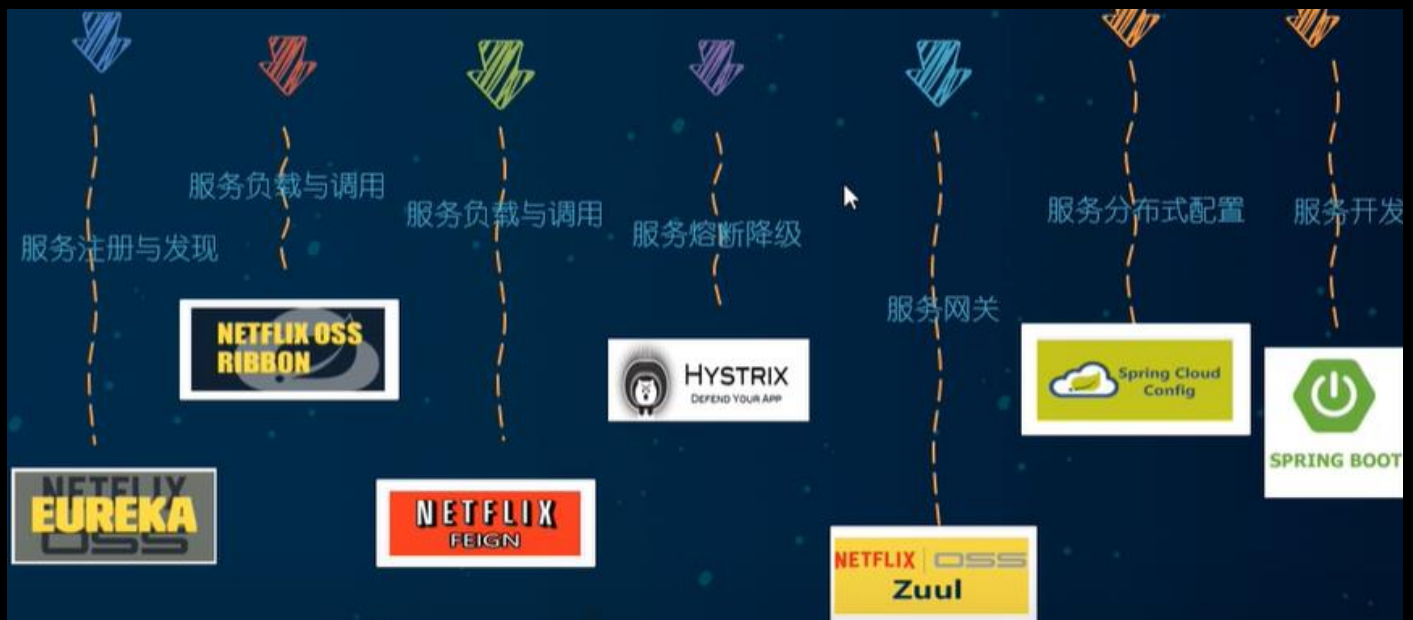 服务注册与发现
服务负载与调用
服务负载与调用
服务熔断降级
服务网关
服务分布式配置
服务开发
NETFLIX OSS
RIBBON
HYSTRIX
DEFEND YOUR APP
Spring Cloud
Config
SPRING BOOT
NETFLIX
EUREKA
OSS
NETFLIX
FEIGN
NETFLIX OSS
Zuul